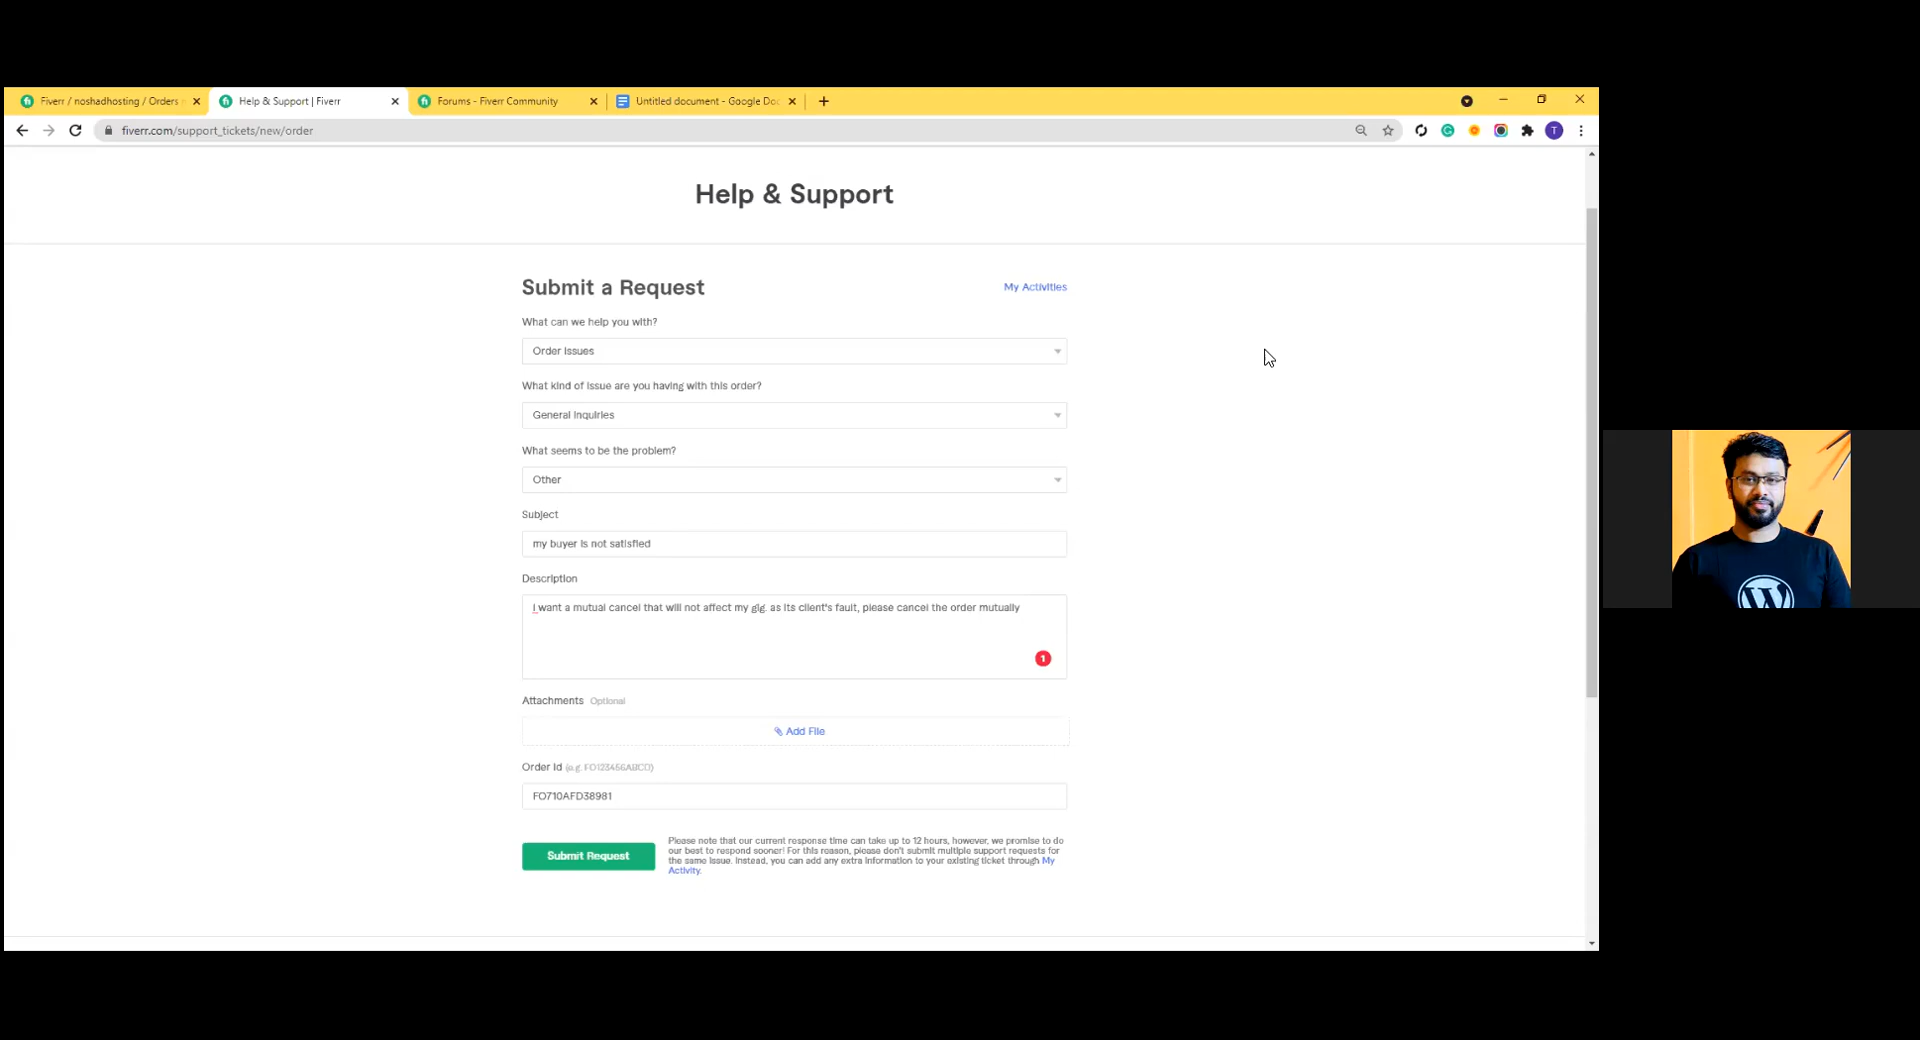 Fiverr / noshadhosting / Orders
Help & Support | Fiverr
Forums - Fiverr Community
Untitled document - Google Doc
fiverr.com/support_tickets/new/order
T
Help & Support
Submit a Request
My Activities
What can we help you with?
Order Issues
What kind of issue are you having with this order?
General Inquiries
What seems to be the problem?
Other
Subject
my buyer is not satisfied
Description
I want a mutual cancel that will not affect my gig. as its client's fault, please cancel the order mutually
1
Attachments Optional
Add File
Order Id (e.g. FO123456ABCD)
FO710AFD38981
Submit Request
Please note that our current response time can take up to 12 hours, however, we promise to do
our best to respond sooner! For this reason, please don't submit multiple support requests for
the same issue. Instead, you can add any extra information to your existing ticket through My
Activity.
W